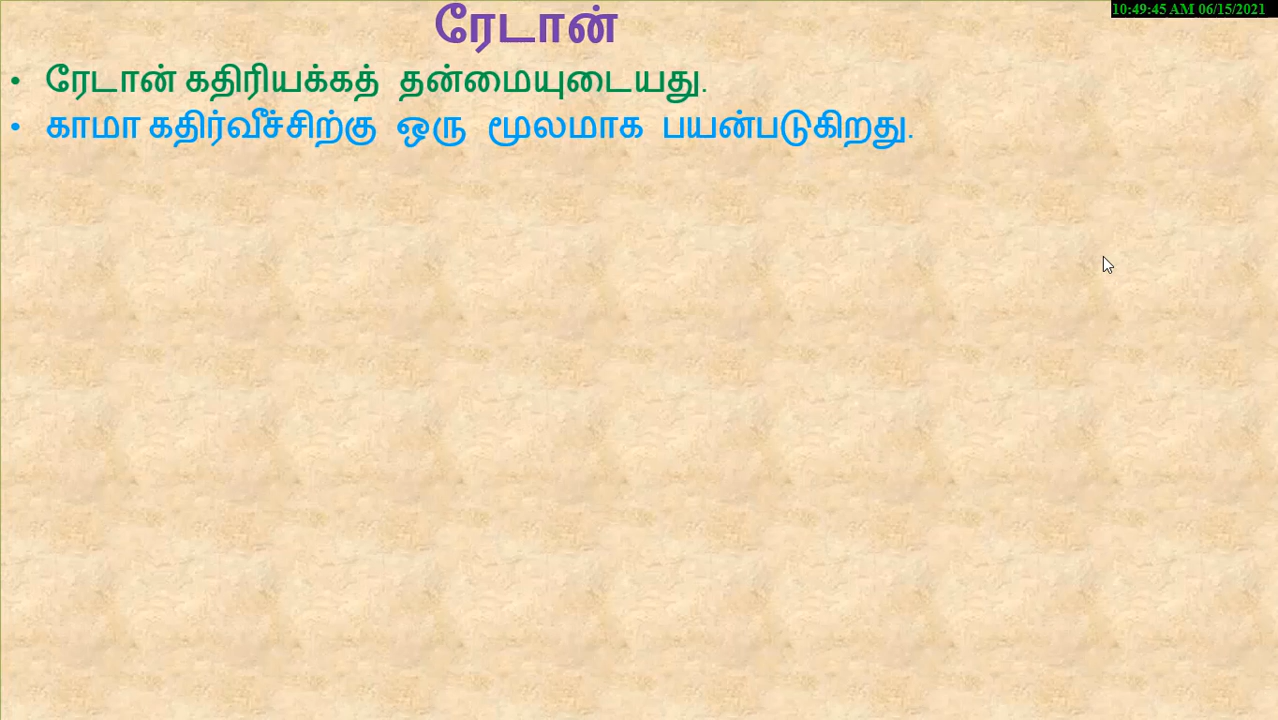 10:49:45 AM 06/15/2021
ரேடான்
• ரேடான் கதிரியக்கத் தன்மையுடையது.
• காமா கதிர்வீச்சிற்கு ஒரு மூலமாக பயன்படுகிறது.